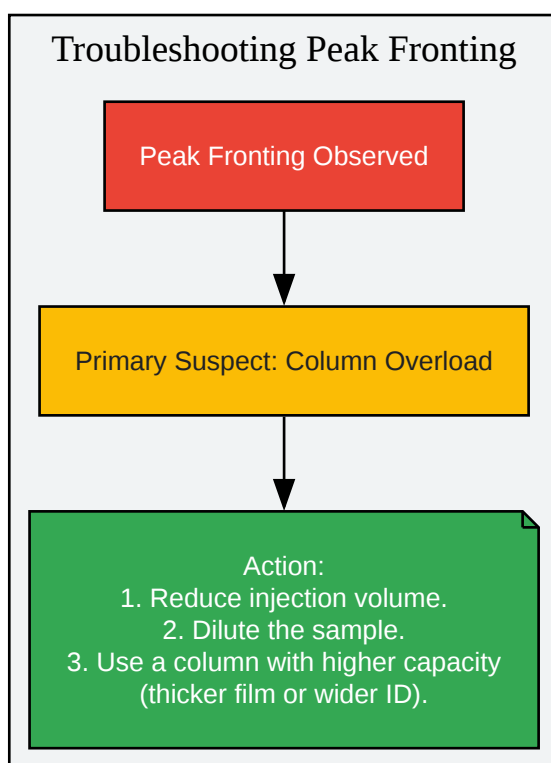 Troubleshooting Peak Fronting
Peak Fronting Observed
Primary Suspect: Column Overload
Action:
1. Reduce injection volume.
2. Dilute the sample.
3. Use a column with higher capacity
(thicker film or wider ID).